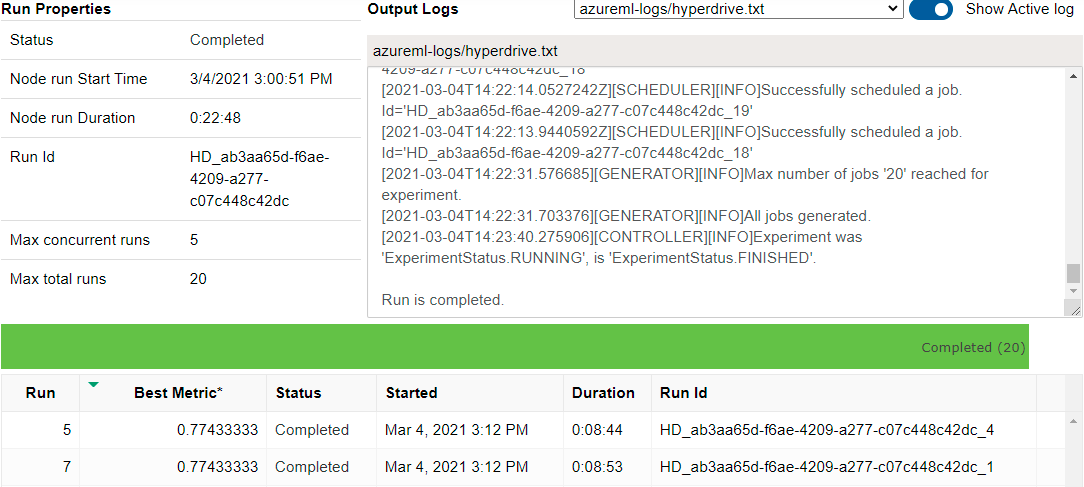 Run Properties
Status Completed
Node run Start Time 3/4/2021 3:00:51 PM
Node run Duration 0:22:48
Run Id HD_ab3aa65d-f6ae-
4209-a277-
c07c448c42dc
Max concurrent runs 5
Max total runs 20
Output Logs azureml-logs/hyperdrive.txt Show Active log
azureml-logs/hyperdrive.txt
4209-a277-c07c448c42dc_18'
[2021-03-04T14:22:14.0527242Z][SCHEDULER][INFO]Successfully scheduled a job.
Id='HD_ab3aa65d-f6ae-4209-a277-c07c448c42dc_19'
[2021-03-04T14:22:13.9440592Z][SCHEDULER][INFO]Successfully scheduled a job.
Id='HD_ab3aa65d-f6ae-4209-a277-c07c448c42dc_18'
[2021-03-04T14:22:31.576685][GENERATOR][INFO]Max number of jobs '20' reached for
experiment.
[2021-03-04T14:22:31.703376][GENERATOR][INFO]All jobs generated.
[2021-03-04T14:23:40.275906][CONTROLLER][INFO]Experiment was
'ExperimentStatus.RUNNING', is 'ExperimentStatus.FINISHED'.
Run is completed.
Completed (20)
Run Best Metric* Status Started Duration Run Id
5 0.77433333 Completed Mar 4, 2021 3:12 PM 0:08:44 HD_ab3aa65d-f6ae-4209-a277-c07c448c42dc_4
7 0.77433333 Completed Mar 4, 2021 3:12 PM 0:08:53 HD_ab3aa65d-f6ae-4209-a277-c07c448c42dc_1